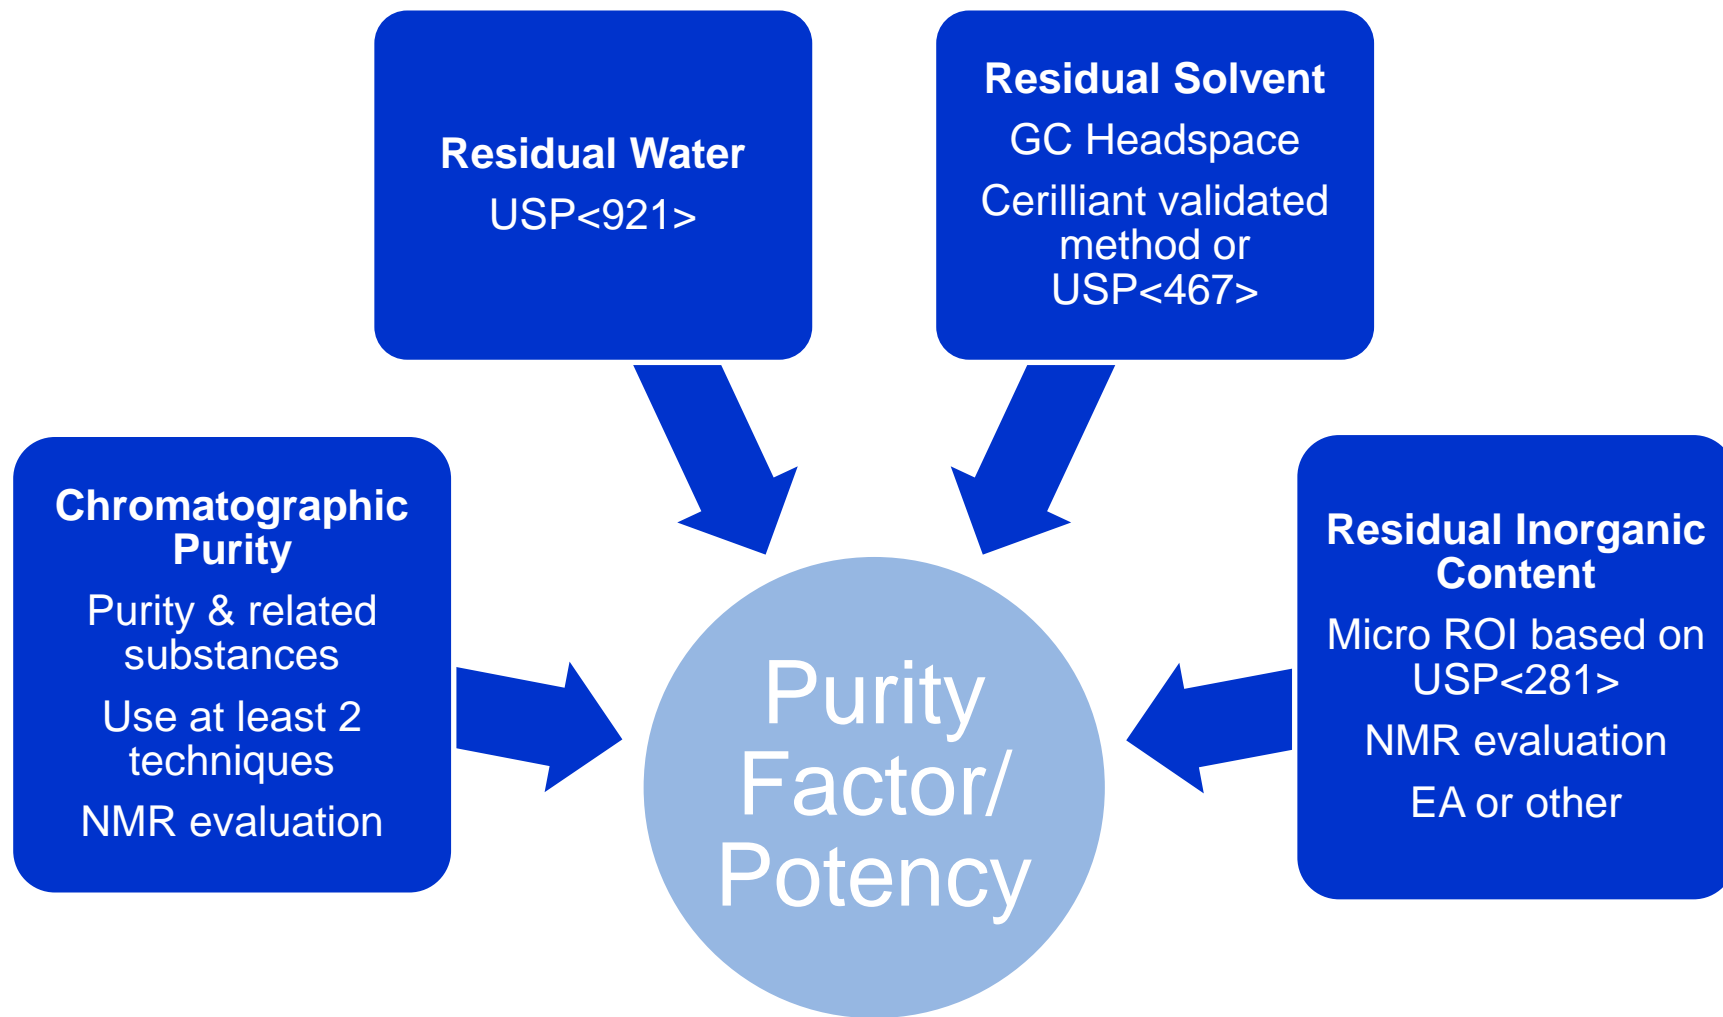 Residual Water
USP<921>
Residual Solvent
GC Headspace
Cerilliant validated
method or
USP<467>
Chromatographic
Purity
Purity & related
substances
Use at least 2
techniques
NMR evaluation
Residual Inorganic
Content
Micro ROI based on
USP<281>
NMR evaluation
EA or other
Purity
Factor/
Potency